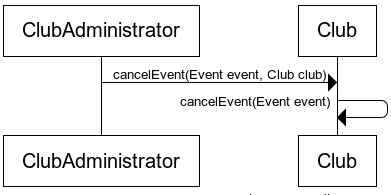 ClubAdministrator
Club
cancelEvent(Event event, Club club)
cancelEvent(Event event)
ClubAdministrator
Club